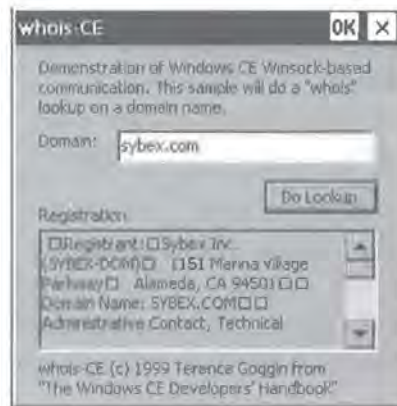 whois-CE OK ×
Demonstration of Windows CE Winsock-based
communication. This sample will do a "whois"
lookup on a domain name.
Domain: sybex.com
Do Lookup
Registration:
□Registrant:□Sybex Inc.
(SYBEX-DOM)□ □1151 Marina Village
Parkway□ Alameda, CA 94501□□
Domain Name: SYBEX.COM□□
Administrative Contact, Technical
whois-CE (c) 1999 Terence Goggin from
"The Windows CE Developers' Handbook"